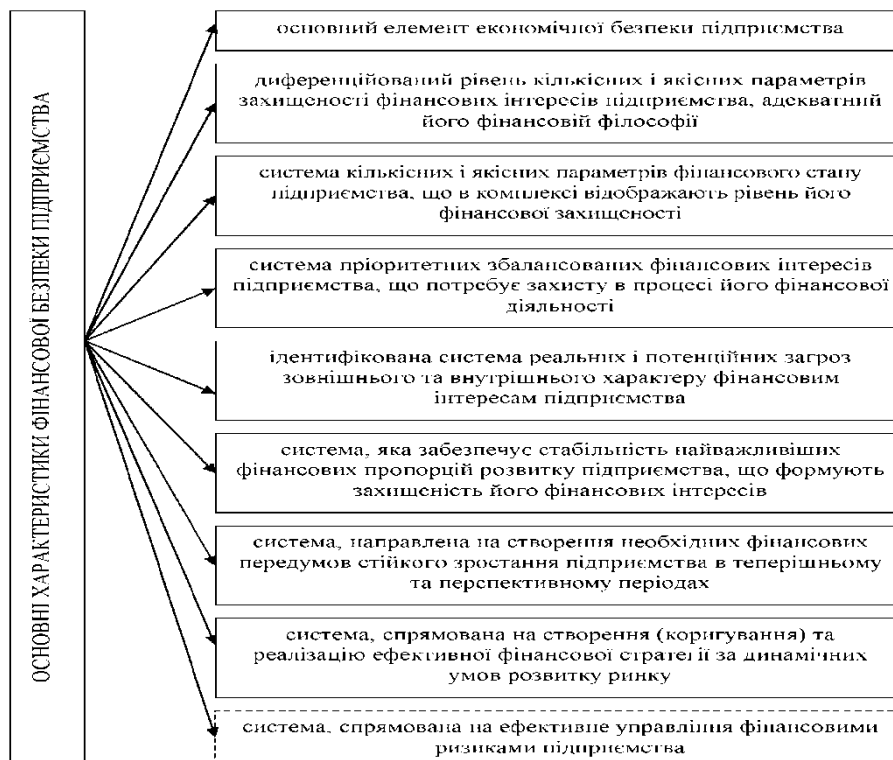 ОСНОВНІ ХАРАКТЕРИСТИКИ ФІНАНСОВОЇ БЕЗПЕКИ ПІДПРИЄМСТВА
основний елемент економічної безпеки підприємства
диференційований рівень кількісних і якісних параметрів
захищеності фінансових інтересів підприємства, адекватний
його фінансовій філософії
система кількісних і якісних параметрів фінансового стану
підприємства, що в комплексі відображають рівень його
фінансової захищеності
система пріоритетних збалансованих фінансових інтересів
підприємства, що потребує захисту в процесі його фінансової
діяльності
ідентифікована система реальних і потенційних загроз
зовнішнього та внутрішнього характеру фінансовим
інтересам підприємства
система, яка забезпечує стабільність найважливіших
фінансових пропорцій розвитку підприємства, що формують
захищеність його фінансових інтересів
система, направлена на створення необхідних фінансових
передумов стійкого зростання підприємства в теперішньому
та перспективному періодах
система, спрямована на створення (коригування) та
реалізацію ефективної фінансової стратегії за динамічних
умов розвитку ринку
система, спрямована на ефективне управління фінансовими
ризиками підприємства